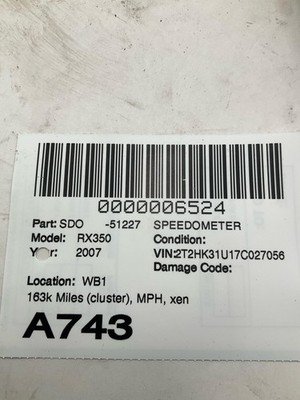 0000006524
Part: SDO -51227 SPEEDOMETER
Model: RX350 Condition:
Year: 2007 VIN:2T2HK31U17C027056
Damage Code:
Location: WB1
163k Miles (cluster), MPH, xen
A743